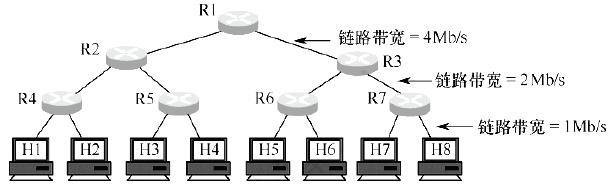 R1
链路带宽 = 4Mb/s
R2
R3
链路带宽 = 2Mb/s
R4
R5
R6
R7
链路带宽 = 1Mb/s
H1
H2
H3
H4
H5
H6
H7
H8